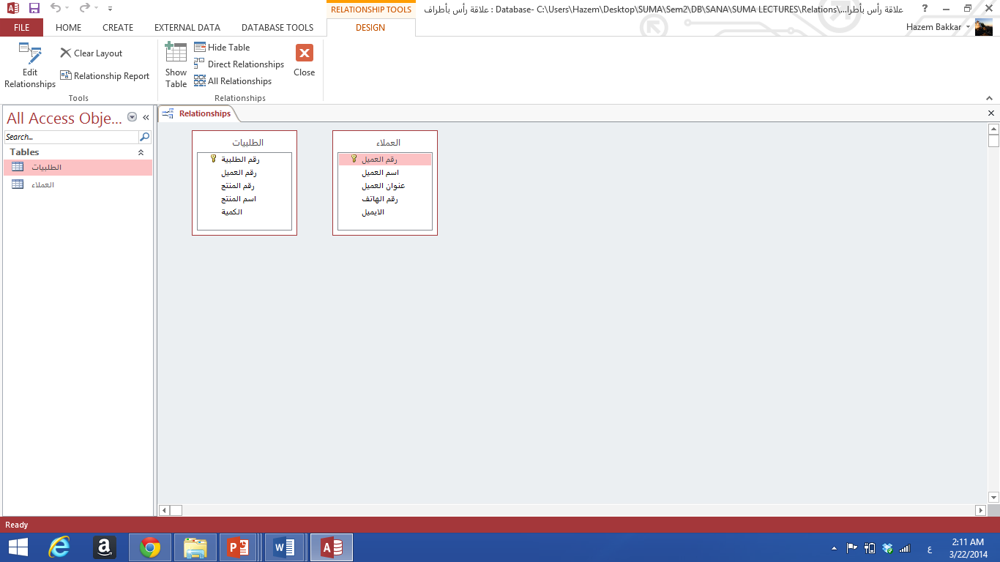 RELATIONSHIP TOOLS
علاقة رأس بأطراف : Database- C:\Users\Hazem\Desktop\SUMA\Sem2\DB\SANA\SUMA LECTURES\Relations\...علاقة رأس بأطرا
?
FILE HOME CREATE EXTERNAL DATA DATABASE TOOLS DESIGN
Hazem Bakkar
Edit Relationships
Clear Layout
Relationship Report
Tools
Show Table
Hide Table
Direct Relationships
All Relationships
Close
Relationships
All Access Obje...
Search...
Tables
الطلبيات
العملاء
Relationships
الطلبيات
رقم الطلبية
رقم العميل
رقم المنتج
اسم المنتج
الكمية
العملاء
رقم العميل
اسم العميل
عنوان العميل
رقم الهاتف
الايميل
Ready
ع
2:11 AM
3/22/2014